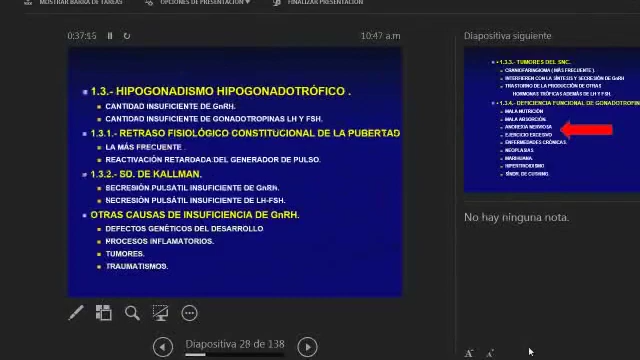 MOSTRAR BARRA DE TAREAS
OPCIONES DE PRESENTACIÓN
FINALIZAR PRESENTACIÓN
0:37:15
10:47 a.m
Diapositiva siguiente
1.3.- HIPOGONADISMO HIPOGONADOTRÓFICO .
CANTIDAD INSUFICIENTE DE GnRH.
CANTIDAD INSUFICIENTE DE GONADOTROPINAS LH Y FSH.
1.3.1.- RETRASO FISIOLÓGICO CONSTITUCIONAL DE LA PUBERTAD
LA MÁS FRECUENTE .
REACTIVACIÓN RETARDADA DEL GENERADOR DE PULSO.
1.3.2.- SD. DE KALLMAN.
SECRESIÓN PULSATIL INSUFICIENTE DE GnRH.
NECRESIÓN PULSÁTIL INSUFICIENTE DE LH-FSH.
OTRAS CAUSAS DE INSUFICIENCIA DE GnRH.
DEFECTOS GENÉTICOS DEL DESARROLLO
PROCESOS INFLAMATORIOS.
TUMORES.
TRAUMATISMOS.
1.3.3.- TUMORES DEL SNC.
CRANEOFARINGIOMA ( MÁS FRECUENTE )
INTERFIEREN CON LA SÍNTESIS Y SECRESIÓN DE GnRH
TRASTORNO DE LA PRODUCCIÓN DE OTRAS
HORMONAS TRÓFICAS ADEMÁS DE LH Y FSH.
1.3.4.- DEFICIENCIA FUNCIONAL DE GONADOTROPIN
MALA NUTRICIÓN
MALA ABSORCIÓN.
ANOREXIA NERVIOSA
EJERCICIO EXCESIVO
ENFERMEDADES CRÓNICAS.
NEOPLASIAS
MARIHUANA.
HIPOTIROIDISMO
SÍNDR. DE CUSHING.
No hay ninguna nota.
Diapositiva 28 de 138